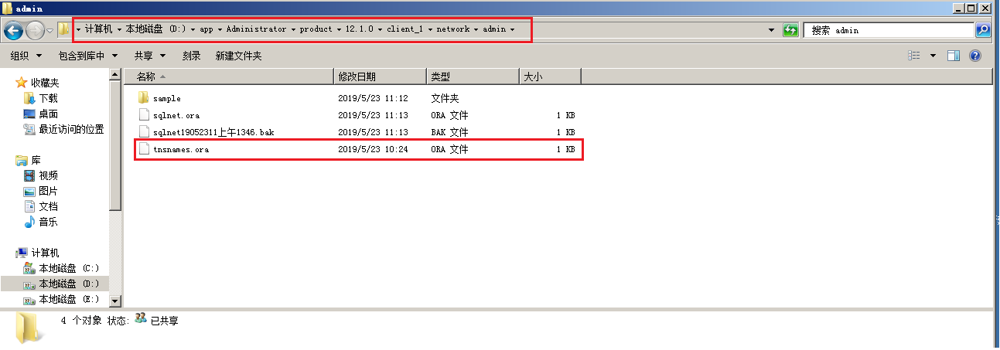 admin
计算机 本地磁盘 (D:) app Administrator product 12.1.0 client_1 network admin
搜索 admin
组织 包含到库中 共享 刻录 新建文件夹
收藏夹
下载
桌面
最近访问的位置
库
视频
图片
文档
音乐
计算机
本地磁盘 (C:)
本地磁盘 (D:)
本地磁盘 (E:)
名称 修改日期 类型 大小
sample 2019/5/23 11:12 文件夹
sqlnet.ora 2019/5/23 11:13 ORA 文件 1 KB
sqlnet19052311上午1346.bak 2019/5/23 11:13 BAK 文件 1 KB
tnsnames.ora 2019/5/23 10:24 ORA 文件 1 KB
4 个对象 状态: 已共享